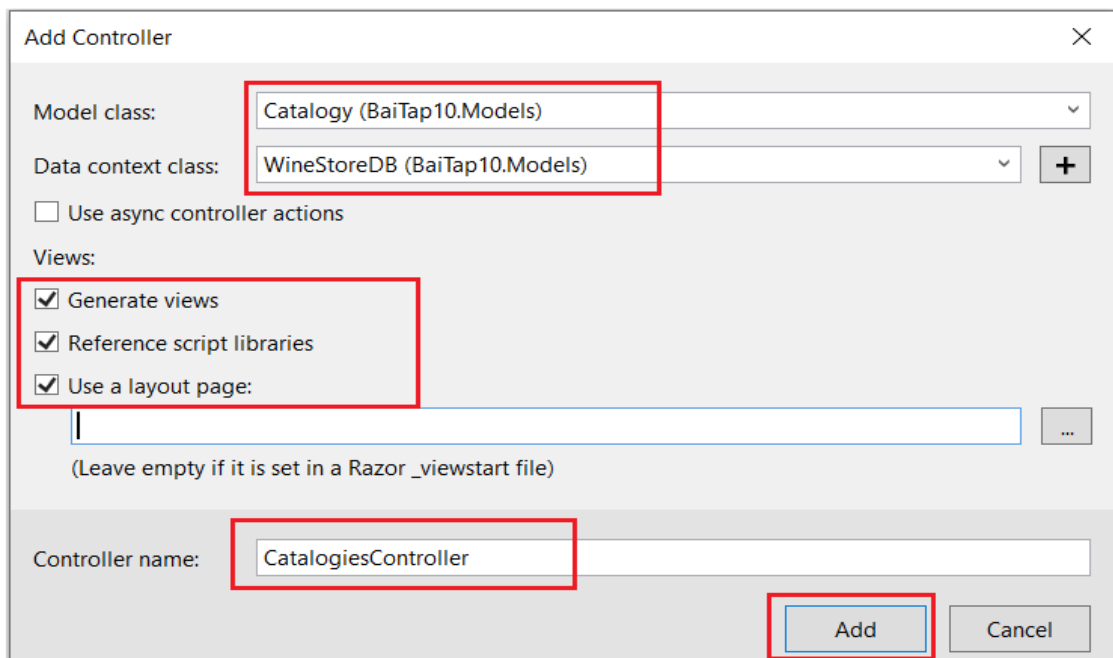 Add Controller
Model class: Catalogy (BaiTap10.Models)
Data context class: WineStoreDB (BaiTap10.Models) +
Use async controller actions
Views:
Generate views
Reference script libraries
Use a layout page:
...
(Leave empty if it is set in a Razor _viewstart file)
Controller name: CatalogiesController
Add Cancel